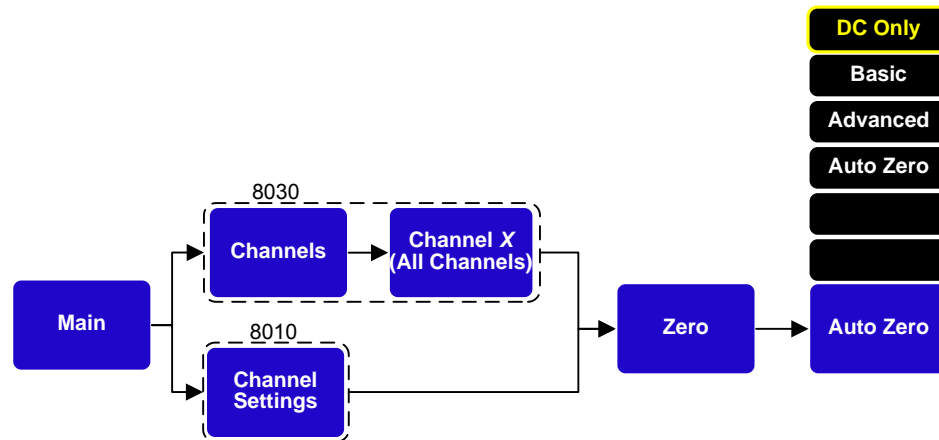 DC Only
Basic
Advanced
Auto Zero
8030
Channels
Channel X
(All Channels)
Main
Zero
Auto Zero
8010
Channel
Settings